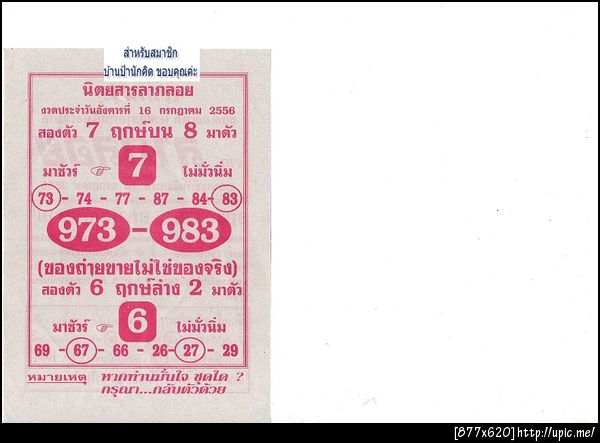 สำหรับสมาชิก
บ้านป้านักคิด ขอบคุณค่ะ
นิตยสารลาภลอย
งวดประจำวันอังคารที่ 16 กรกฎาคม 2556
สองตัว 7 ฤกษ์บน 8 มาตัว
มาชัวร์ 7 ไม่มั่วนิ่ม
73 - 74 - 77 - 87 - 84 - 83
973 - 983
(ของถ่ายขายไม่ใช่ของจริง)
สองตัว 6 ฤกษ์ล่าง 2 มาตัว
มาชัวร์ 6 ไม่มั่วนิ่ม
69 - 67 - 66 - 26 - 27 - 29
หมายเหตุ หากท่านมั่นใจ ชุดใด ?
กรุณา...กลับตัวด้วย
[877x620]http://upic.me/